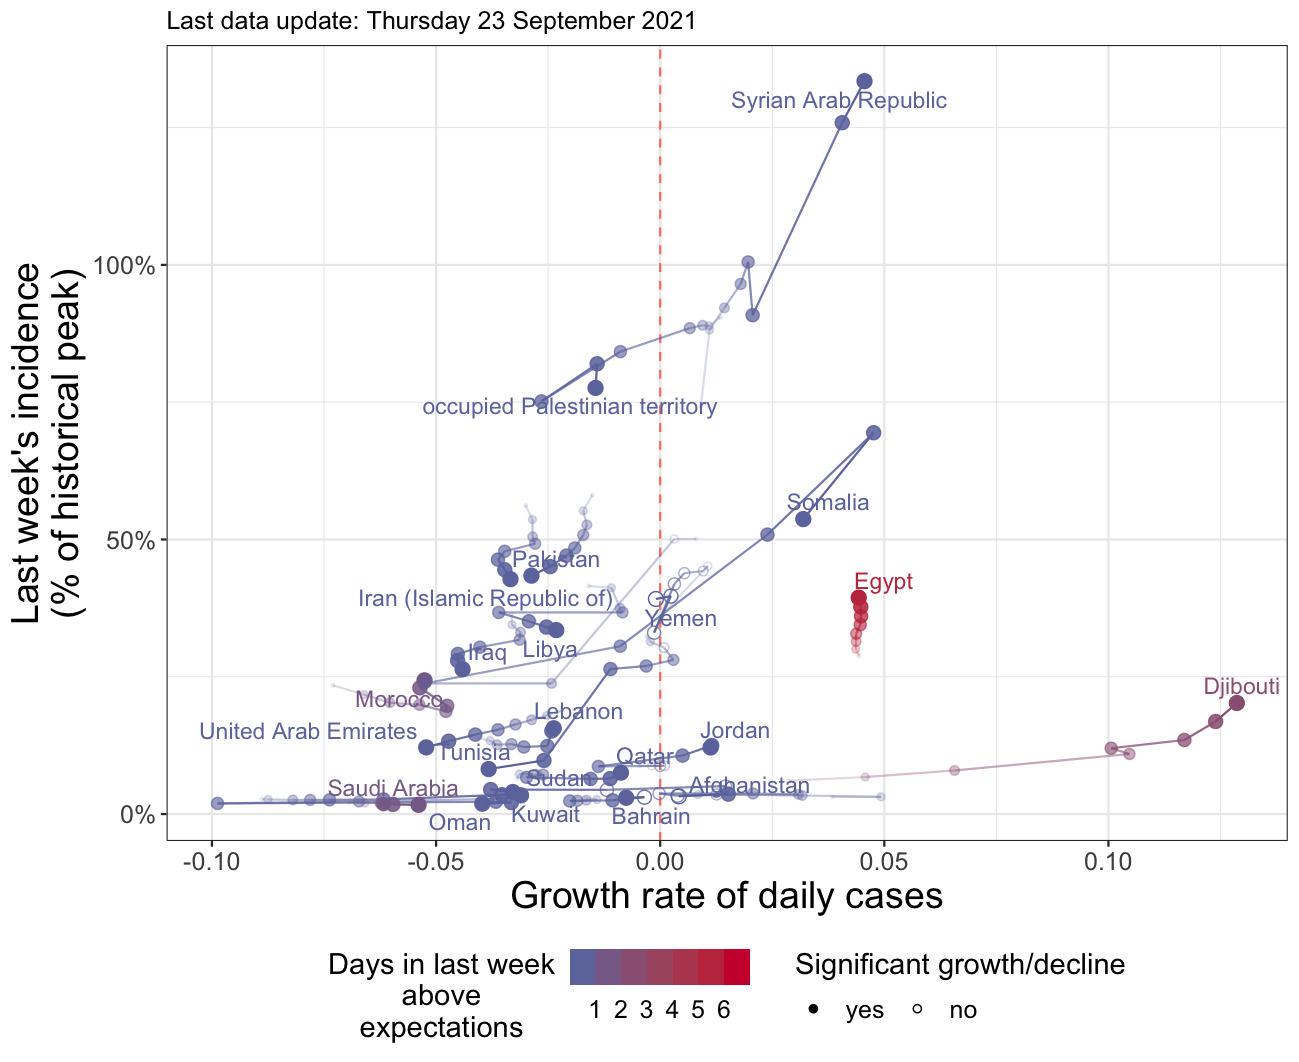 Last data update: Thursday 23 September 2021
Last week's incidence
(% of historical peak)
100%
50%
0%
Syrian Arab Republic
occupied Palestinian territory
Somalia
Pakistan
Egypt
Iran (Islamic Republic of)
Yemen
Iraq
Libya
Djibouti
Morocco
Lebanon
United Arab Emirates
Jordan
Tunisia
Qatar
Sudan
Saudi Arabia
Afghanistan
Oman
Kuwait
Bahrain
-0.10 -0.05 0.00 0.05 0.10
Growth rate of daily cases
Days in last week
above
expectations
1 2 3 4 5 6
Significant growth/decline
yes no